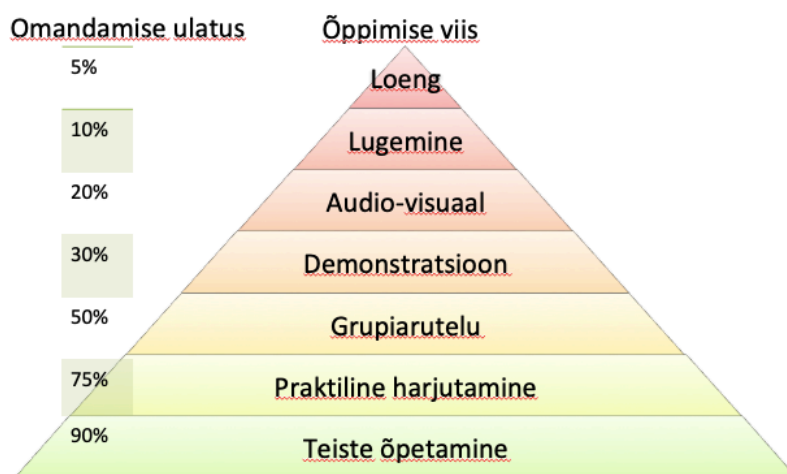 Omandamise ulatus Õppimise viis
5% Loeng
10% Lugemine
20% Audio-visuaal
30% Demonstratsioon
50% Grupiarutelu
75% Praktiline harjutamine
90% Teiste õpetamine